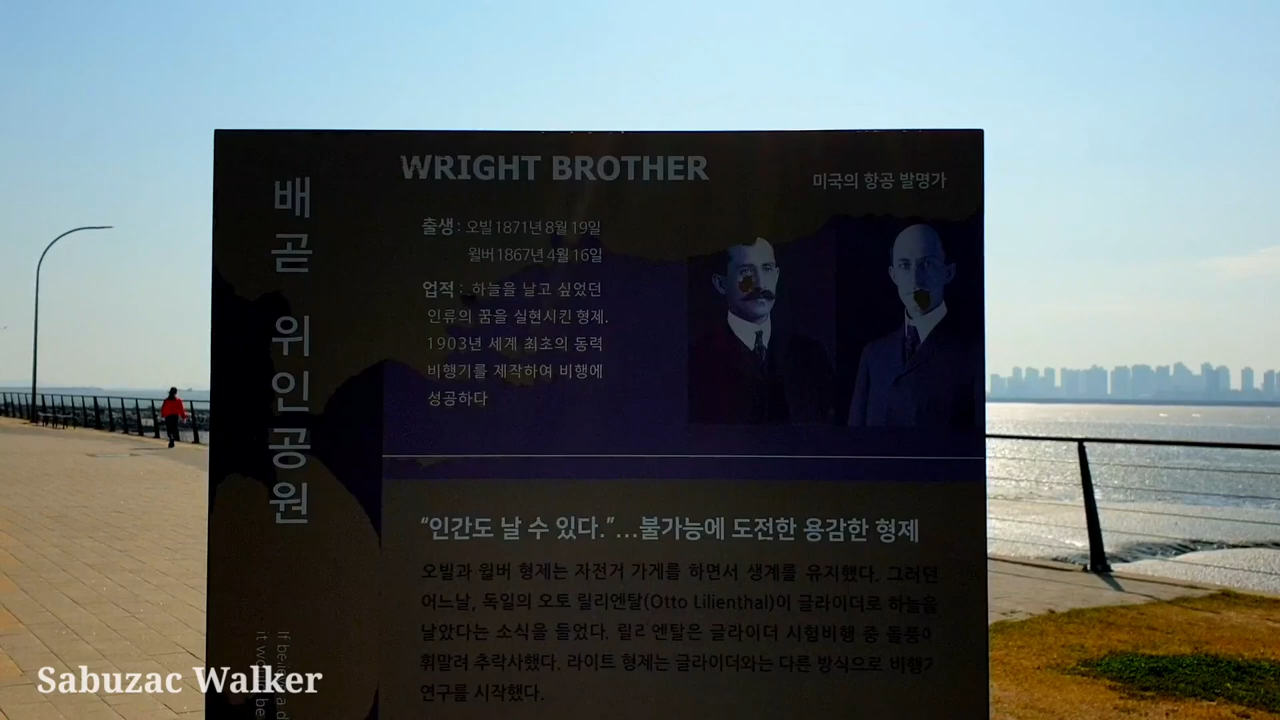 WRIGHT BROTHER
미국의 항공 발명가
배곧 위인공원
출생 : 오빌 1871년 8월 19일
윌버 1867년 4월 16일
업적 : 하늘을 날고 싶었던
인류의 꿈을 실현시킨 형제.
1903년 세계 최초의 동력
비행기를 제작하여 비행에
성공하다
“인간도 날 수 있다.”...불가능에 도전한 용감한 형제
오빌과 윌버 형제는 자전거 가게를 하면서 생계를 유지했다. 그러던
어느날, 독일의 오토 릴리엔탈(Otto Lilienthal)이 글라이더로 하늘을
날았다는 소식을 들었다. 릴리엔탈은 글라이더 시험비행 중 돌풍이
휘말려 추락사했다. 라이트 형제는 글라이더와는 다른 방식으로
연구를 시작했다.
If
it
Sabuzac Walker